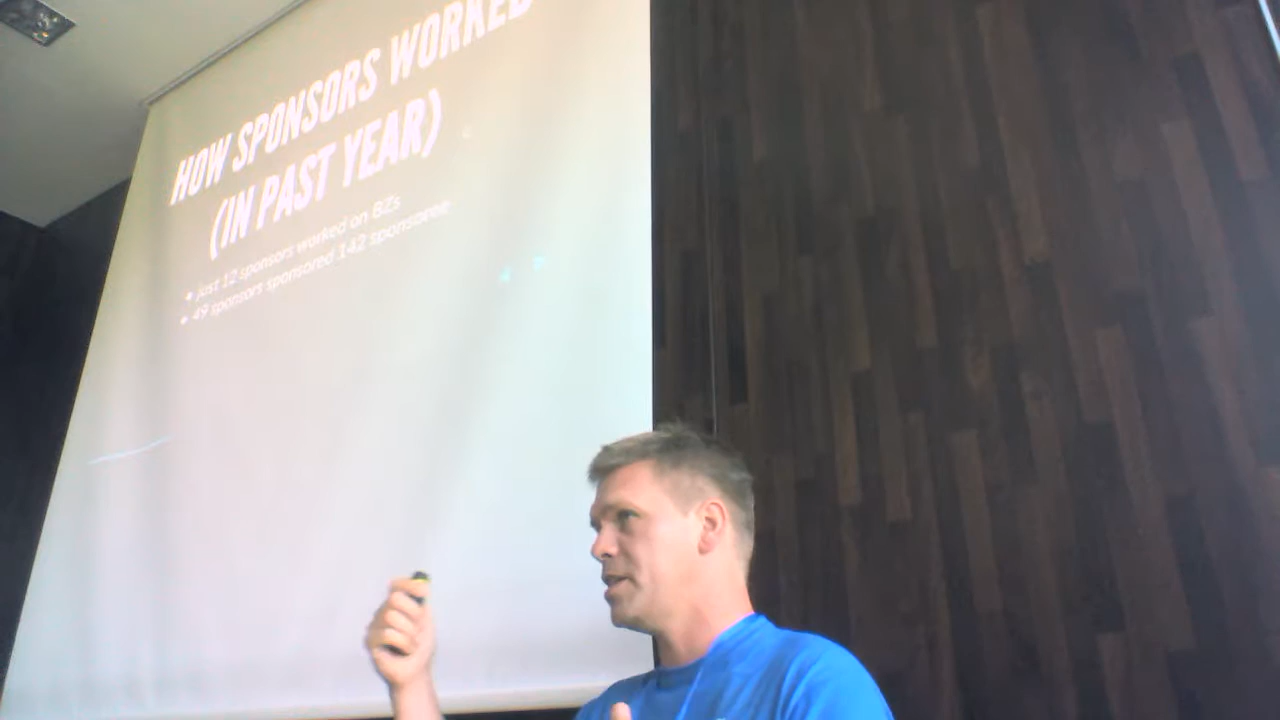 HOW SPONSORS WORKED
(IN PAST YEAR)
• just 12 sponsors worked on BZs
• 49 sponsors sponsored 142 sponsoree